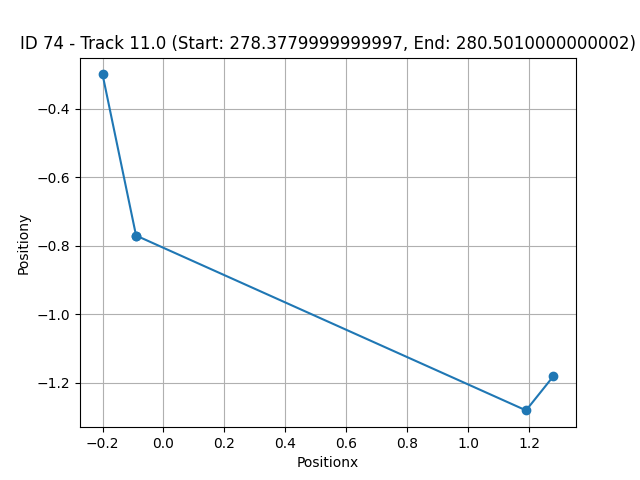 ID 74 - Track 11.0 (Start: 278.3779999999997, End: 280.5010000000002)
−0.4
−0.6
−0.8
−1.0
−1.2
Positiony
−0.2 0.0 0.2 0.4 0.6 0.8 1.0 1.2
Positionx